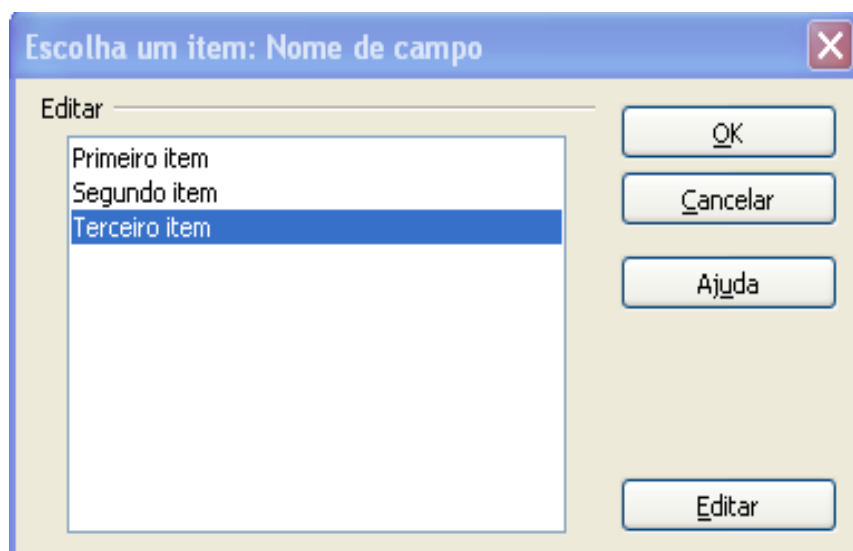 Escolha um item: Nome de campo
Editar
Primeiro item
Segundo item
Terceiro item
OK
Cancelar
Ajuda
Editar